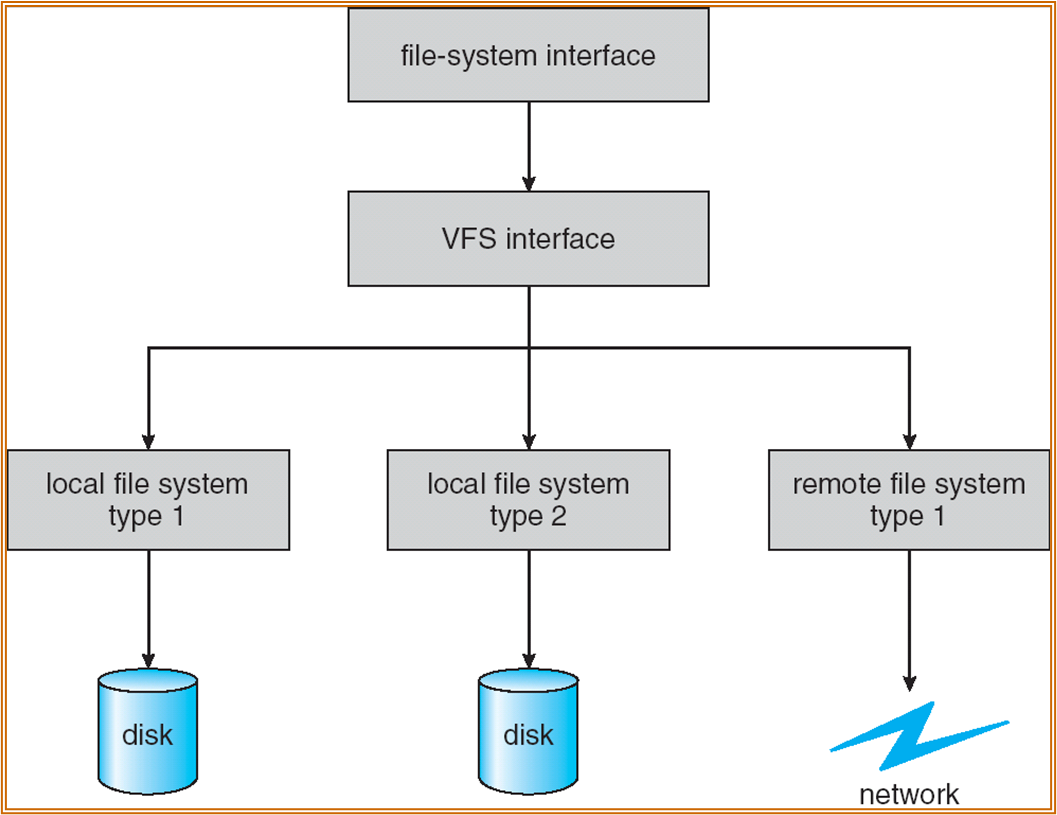 file-system interface
VFS interface
local file system
type 1
local file system
type 2
remote file system
type 1
disk
disk
network